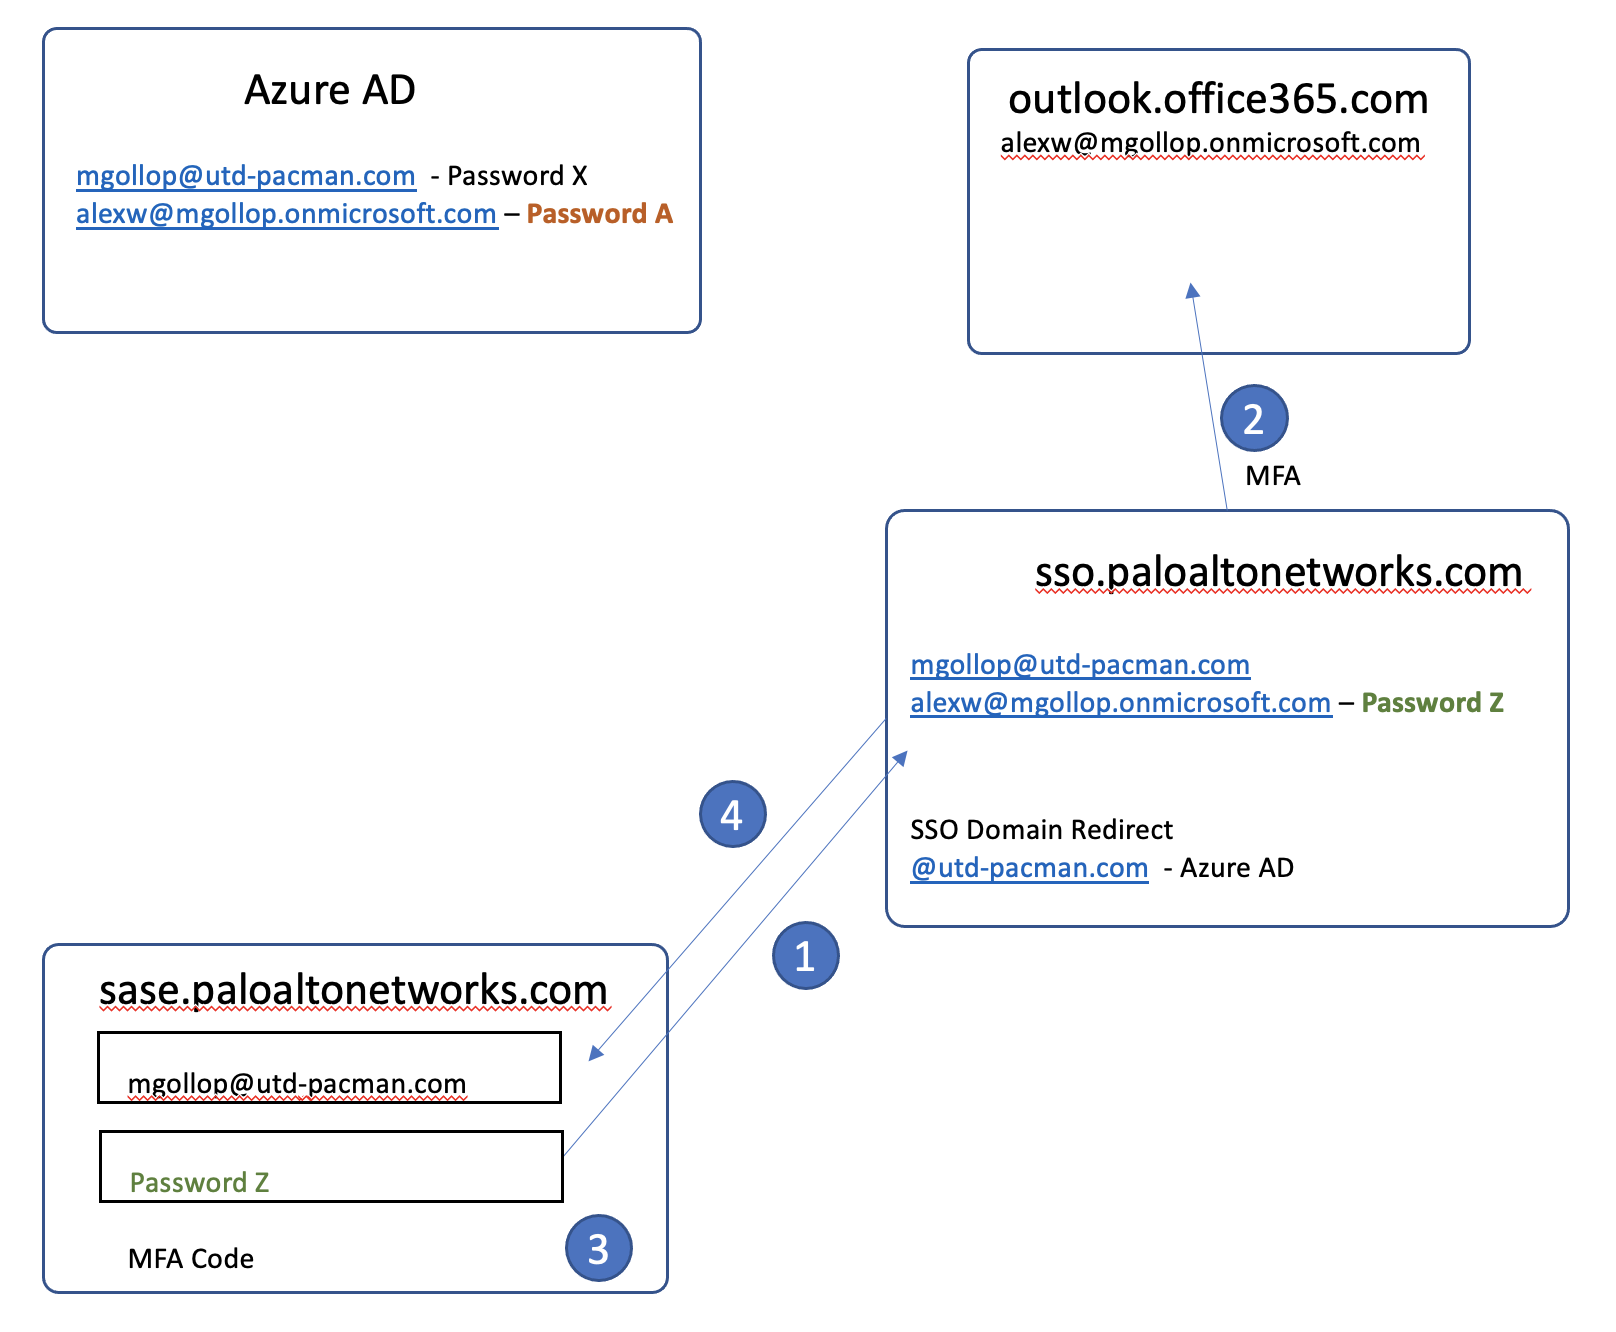 Azure AD
mgollop@utd-pacman.com - Password X
alexw@mgollop.onmicrosoft.com – Password A
outlook.office365.com
alexw@mgollop.onmicrosoft.com
2
MFA
sso.paloaltonetworks.com
mgollop@utd-pacman.com
alexw@mgollop.onmicrosoft.com – Password Z
SSO Domain Redirect
@utd-pacman.com - Azure AD
4
1
sase.paloaltonetworks.com
mgollop@utd-pacman.com
Password Z
MFA Code
3